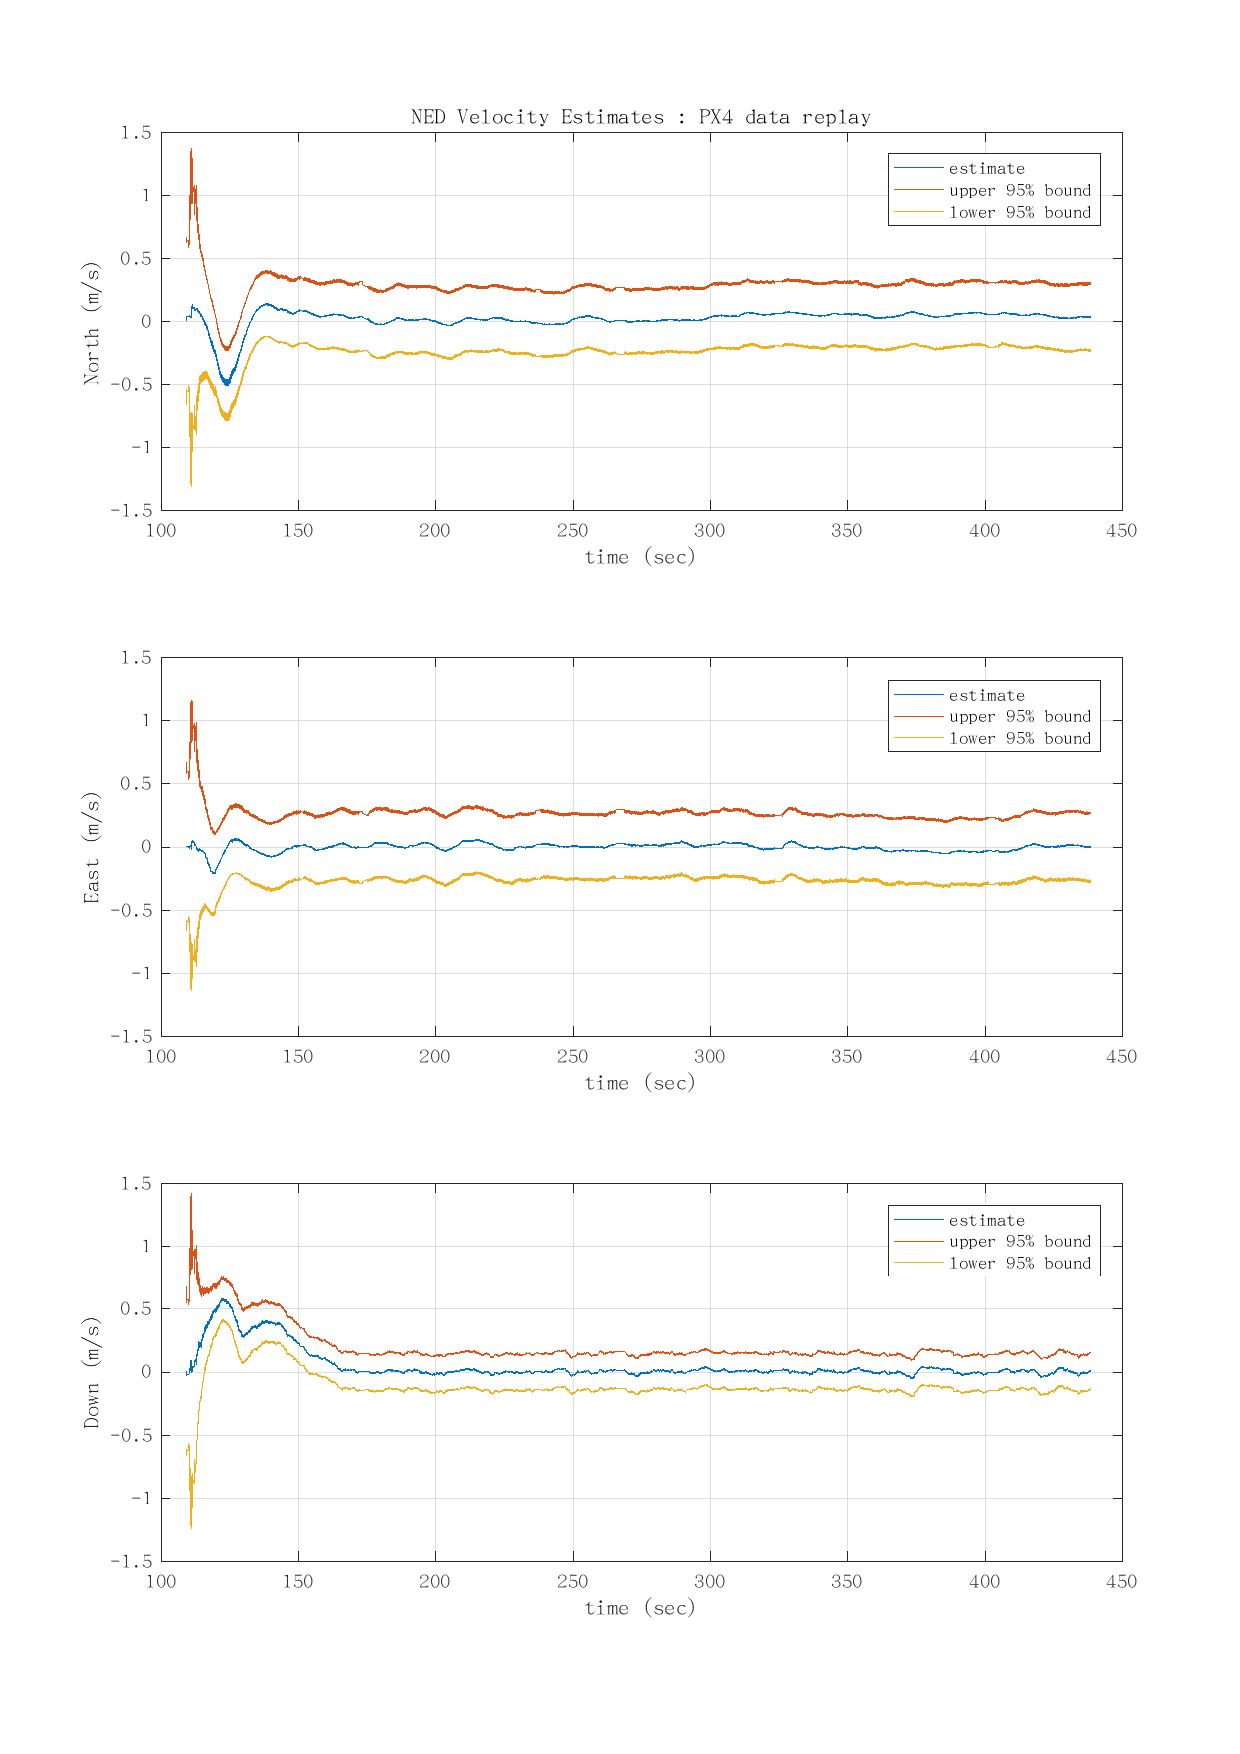 NED Velocity Estimates : PX4 data replay
1.5
1
0.5
0
-0.5
-1
-1.5
North (m/s)
estimate
upper 95% bound
lower 95% bound
100 150 200 250 300 350 400 450
time (sec)
1.5
1
0.5
0
-0.5
-1
-1.5
East (m/s)
estimate
upper 95% bound
lower 95% bound
100 150 200 250 300 350 400 450
time (sec)
1.5
1
0.5
0
-0.5
-1
-1.5
Down (m/s)
estimate
upper 95% bound
lower 95% bound
100 150 200 250 300 350 400 450
time (sec)